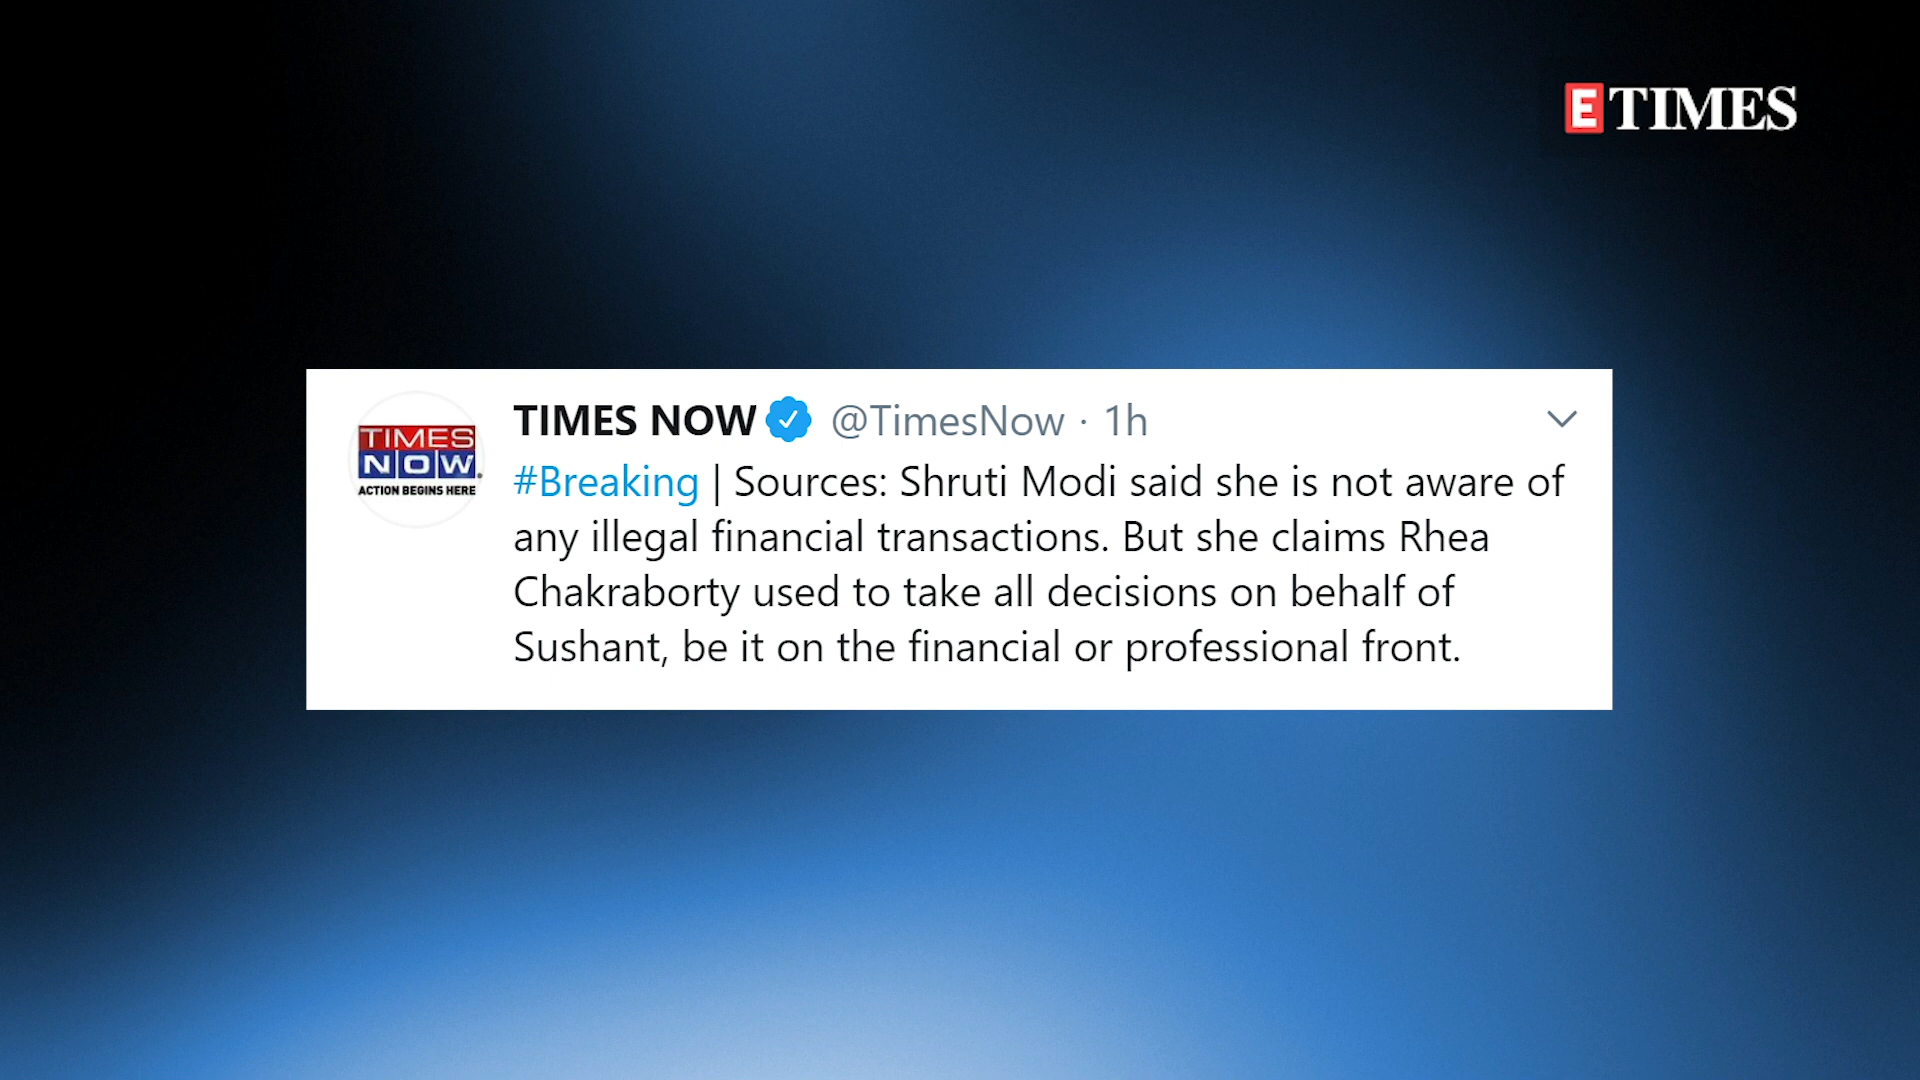 E TIMES
TIMES NOW @TimesNow · 1h
TIMES
NOW
ACTION BEGINS HERE
#Breaking | Sources: Shruti Modi said she is not aware of
any illegal financial transactions. But she claims Rhea
Chakraborty used to take all decisions on behalf of
Sushant, be it on the financial or professional front.